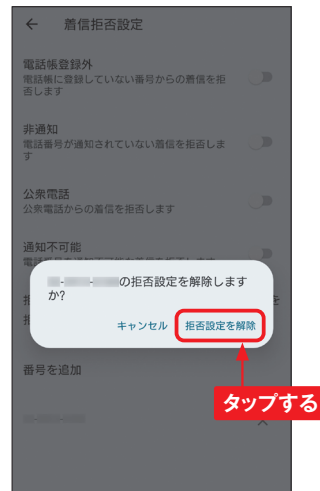 ← 着信拒否設定
電話帳登録外
電話帳に登録していない番号からの着信を拒
否します
非通知
電話番号が通知されていない着信を拒否しま
す
公衆電話
公衆電話からの着信を拒否します
通知不可能
の拒否設定を解除します
か?
キャンセル 拒否設定を解除
番号を追加
タップする